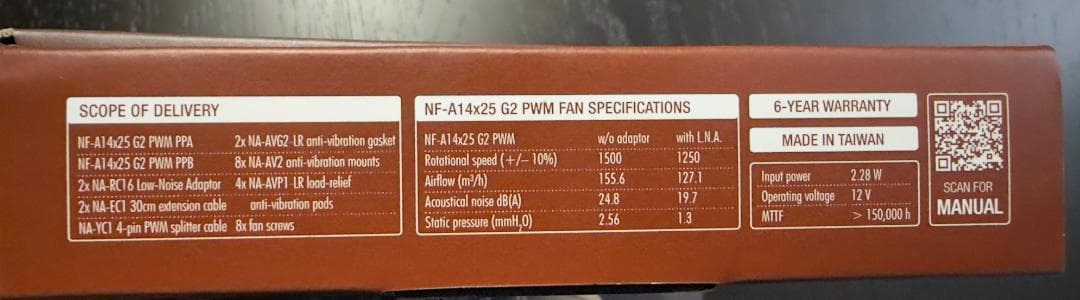 SCOPE OF DELIVERY
NF-A14x25 G2 PWM PPA
NF-A14x25 G2 PWM PPB
2x NA-RC16 Low-Noise Adaptor
2x NA-EC1 30cm extension cable
NA-YC1 4-pin PWM splitter cable
2x NA-AVG2-LR anti-vibration gasket
8x NA-AV2 anti-vibration mounts
4x NA-AVP1-LR load-relief
anti-vibration pads
8x fan screws
NF-A14x25 G2 PWM FAN SPECIFICATIONS
NF-A14x25 G2 PWM w/o adaptor with L.N.A.
Rotational speed (+/- 10%) 1500 1250
Airflow (m³/h) 155.6 127.1
Acoustical noise dB(A) 24.8 19.7
Static pressure (mmH₂O) 2.56 1.3
6-YEAR WARRANTY
MADE IN TAIWAN
Input power 2.28 W
Operating voltage 12 V
MTTF > 150,000 h
SCAN FOR
MANUAL